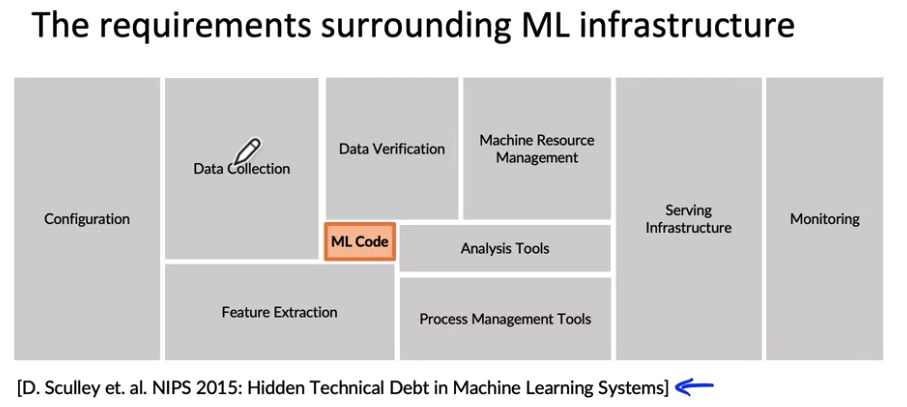 The requirements surrounding ML infrastructure
Configuration
Data Collection
Data Verification
Machine Resource
Management
ML Code
Analysis Tools
Feature Extraction
Process Management Tools
Serving
Infrastructure
Monitoring
[D. Sculley et. al. NIPS 2015: Hidden Technical Debt in Machine Learning Systems]